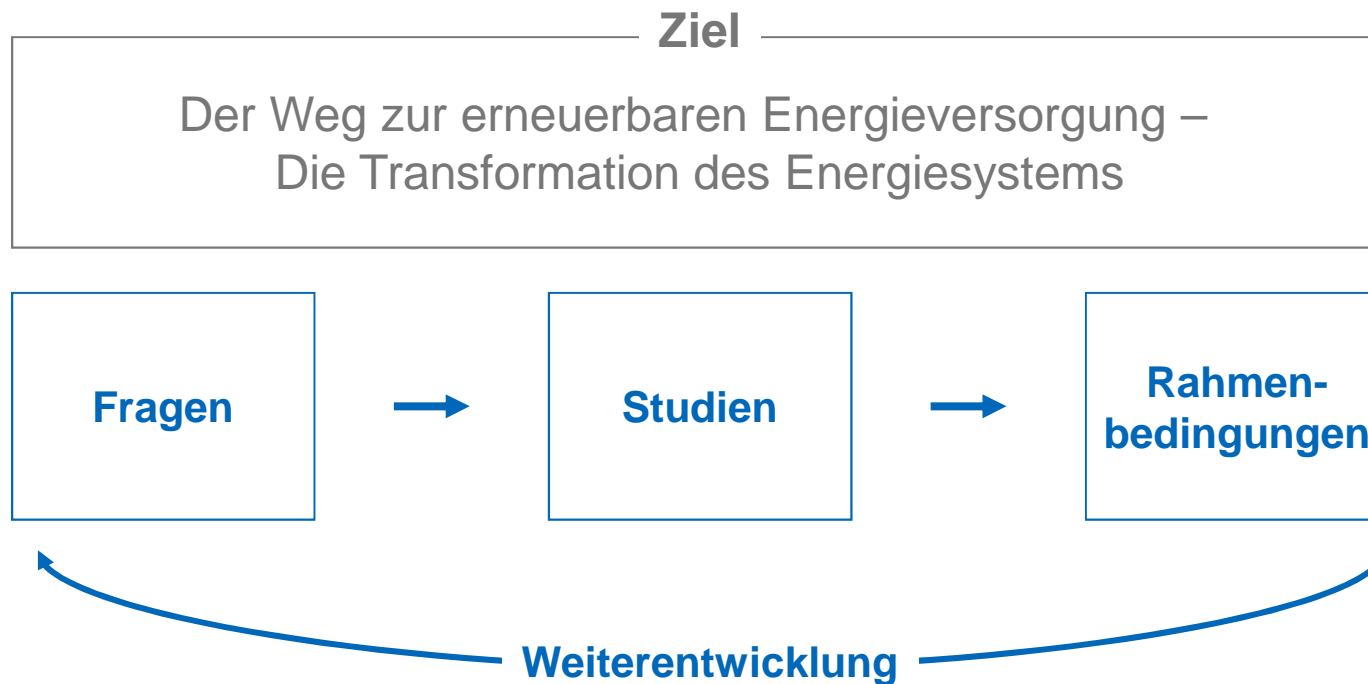 Ziel
Der Weg zur erneuerbaren Energieversorgung –
Die Transformation des Energiesystems
Fragen
Studien
Rahmen-
bedingungen
Weiterentwicklung